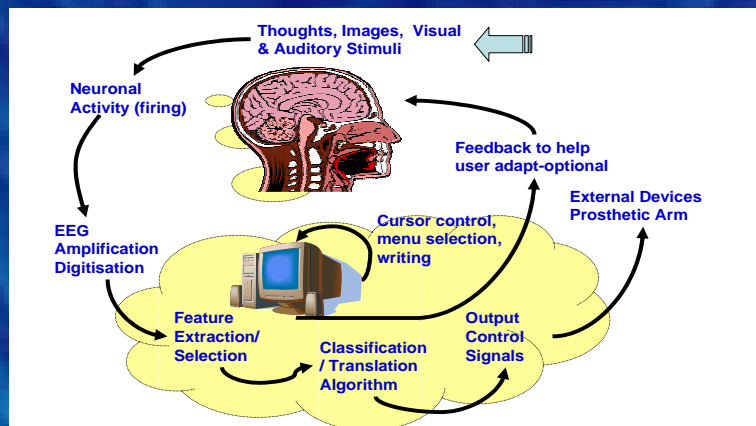 Thoughts, Images, Visual
& Auditory Stimuli
Neuronal
Activity (firing)
Feedback to help
user adapt-optional
External Devices
Prosthetic Arm
EEG
Amplification
Digitisation
Cursor control,
menu selection,
writing
Feature
Extraction/
Selection
Classification
/ Translation
Algorithm
Output
Control
Signals